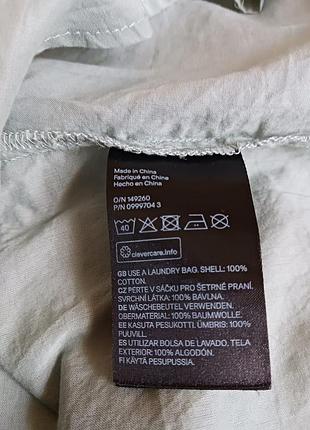 Made in China
Fabriqué en China
Hecho en China
O/N 149260
P/N 0999704 3
40
clevercare.info
GB USE A LAUNDRY BAG. SHELL: 100%
COTTON.
CZ PERTE V SÁČKU PRO ŠETRNÉ PRANÍ.
SVRCHNÍ LÁTKA: 100% BAVLNA.
DE WÄSCHEBEUTEL VERWENDEN.
OBERMATERIAL: 100% BAUMWOLLE.
EE KASUTA PESUKOTTI. ÜMBRIS: 100%
PUUVILL.
ES UTILIZAR BOLSA DE LAVADO. TELA
EXTERIOR: 100% ALGODÓN.
FI KÄYTÄ PESUPUSSIA.